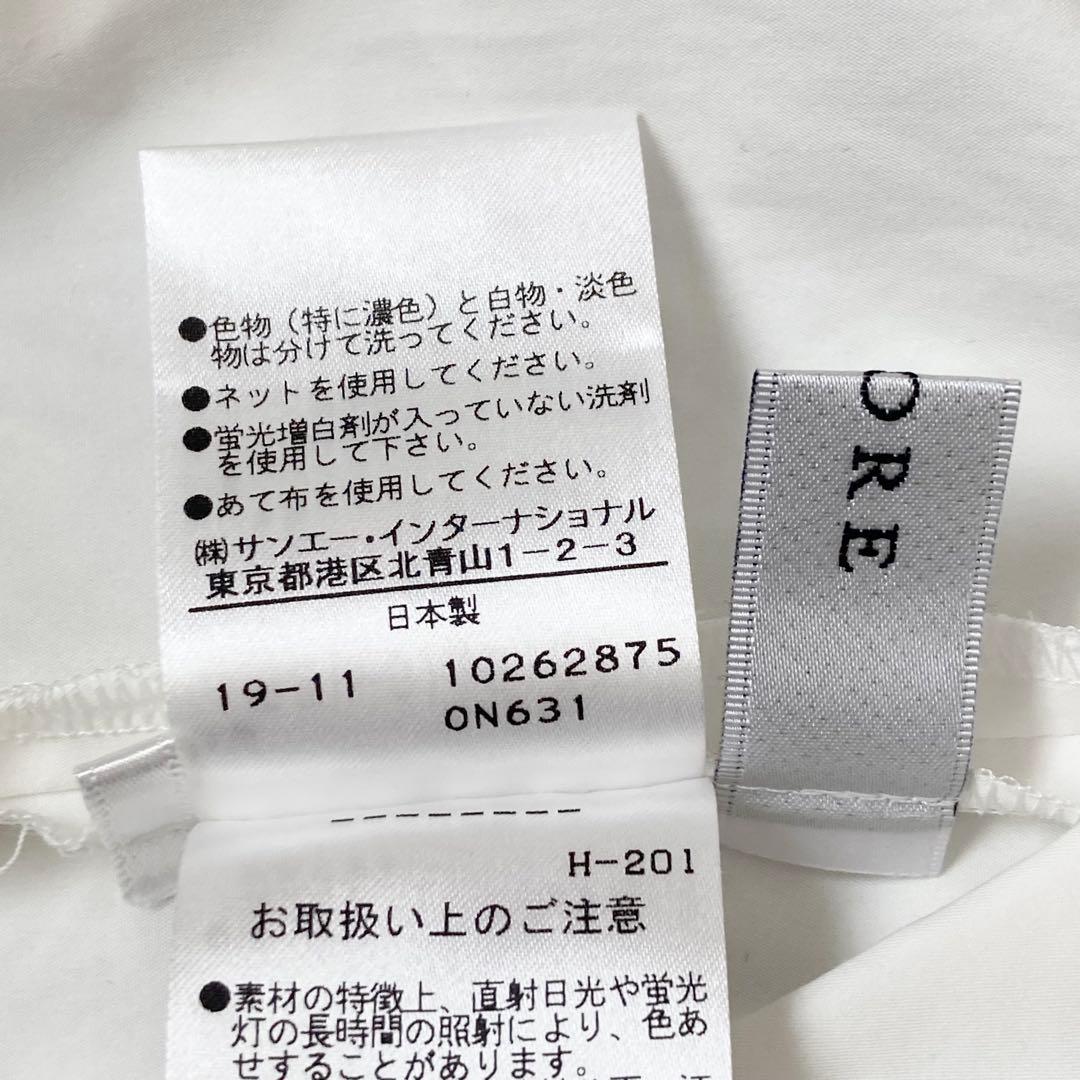 ●色物（特に濃色）と白物・淡色
物は分けて洗ってください。
●ネットを使用してください。
●蛍光増白剤が入っていない洗剤
を使用して下さい。
●あて布を使用してください。
㈱サンエー・インターナショナル
東京都港区北青山1-2-3
日本製
19-11 10262875
0N631
--------
H-201
お取扱い上のご注意
●素材の特徴上、直射日光や蛍光
灯の長時間の照射により、色あ
せすることがあります。
ORE